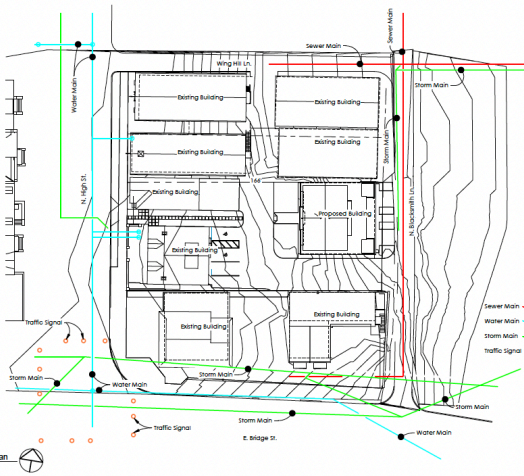 Sewer Main
Sewer Main
Wing Hill Ln.
Storm Main
Water Main
Existing Building
Existing Building
Storm Main
Existing Building
Existing Building
166
N. High St.
Existing Building
N. Blacksmith Ln.
Proposed Building
Existing Building
Sewer Main
Existing Building
Water Main
Traffic Signal
Existing Building
Storm Main
Traffic Signal
Storm Main
Storm Main
Water Main
Storm Main
Storm Main
Traffic Signal
Water Main
E. Bridge St.